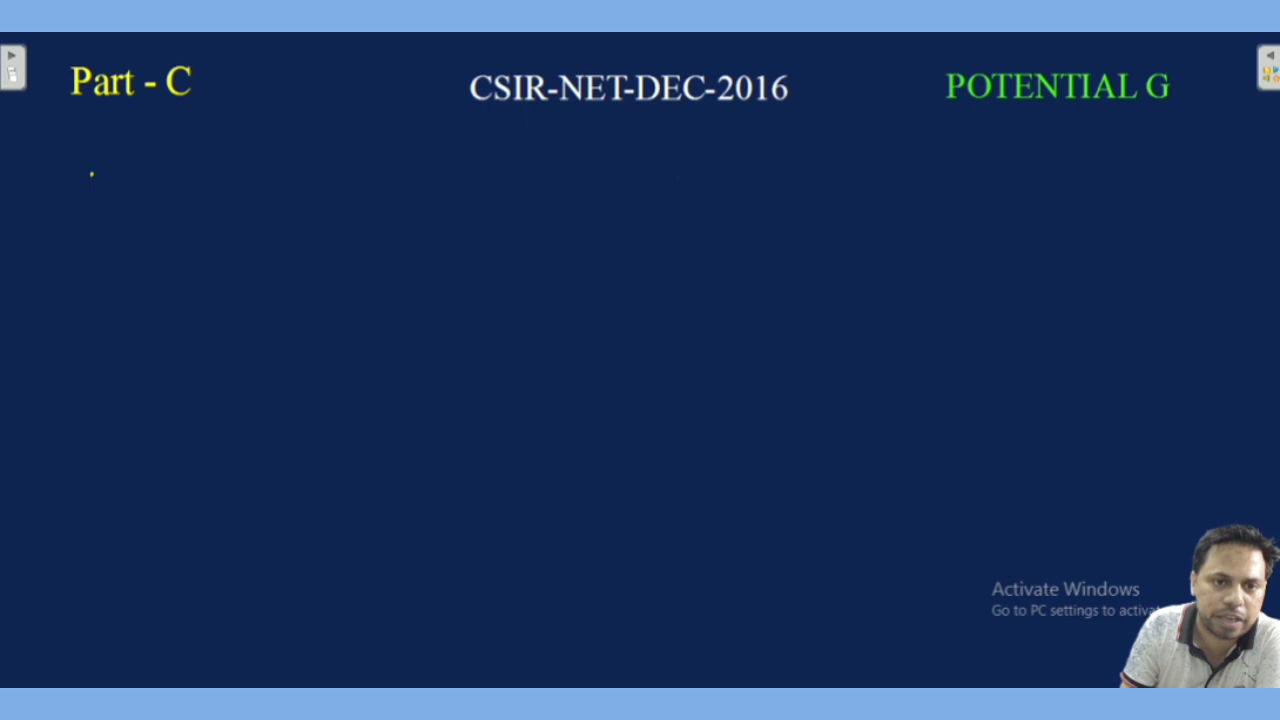 Part - C CSIR-NET-DEC-2016 POTENTIAL G
Activate Windows
Go to PC settings to activat